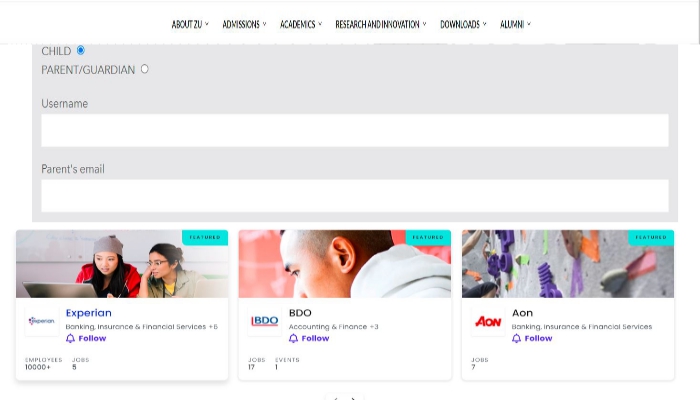 ABOUT ZU ADMISSIONS ACADEMICS RESEARCH AND INNOVATION DOWNLOADS ALUMNI
CHILD
PARENT/GUARDIAN
Username
Parent's email
FEATURED FEATURED FEATURED
Experian
Experian
Banking, Insurance & Financial Services +6
Follow
EMPLOYEES JOBS
10000+ 5
BDO
BDO
Accounting & Finance +3
Follow
JOBS EVENTS
17 1
AON
Aon
Banking, Insurance & Financial Services
Follow
JOBS
7